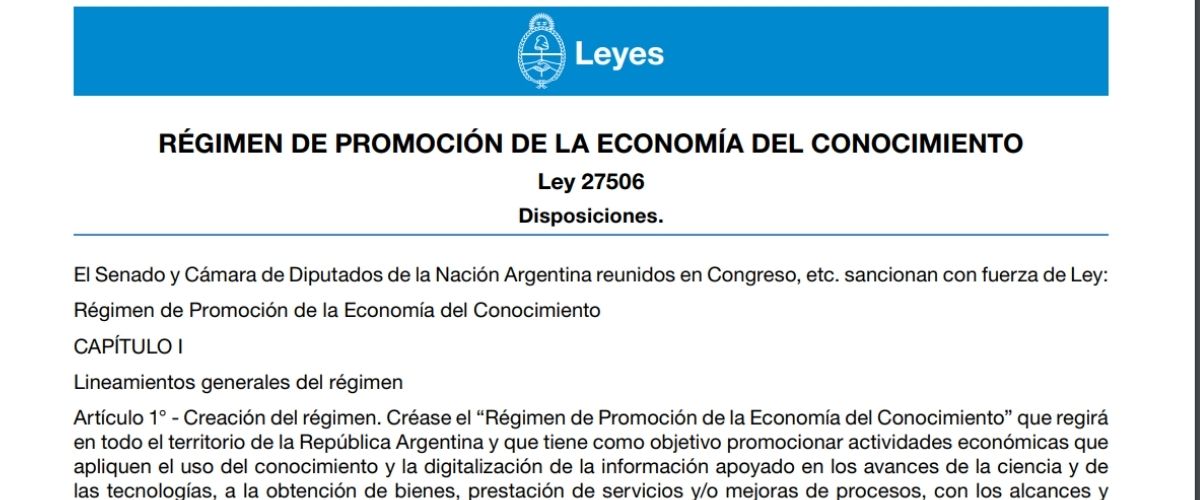 Leyes
RÉGIMEN DE PROMOCIÓN DE LA ECONOMÍA DEL CONOCIMIENTO
Ley 27506
Disposiciones.
El Senado y Cámara de Diputados de la Nación Argentina reunidos en Congreso, etc. sancionan con fuerza de Ley:
Régimen de Promoción de la Economía del Conocimiento
CAPÍTULO I
Lineamientos generales del régimen
Artículo 1° - Creación del régimen. Créase el “Régimen de Promoción de la Economía del Conocimiento” que regirá
en todo el territorio de la República Argentina y que tiene como objetivo promocionar actividades económicas que
apliquen el uso del conocimiento y la digitalización de la información apoyado en los avances de la ciencia y de
las tecnologías, a la obtención de bienes, prestación de servicios y/o mejoras de procesos, con los alcances y